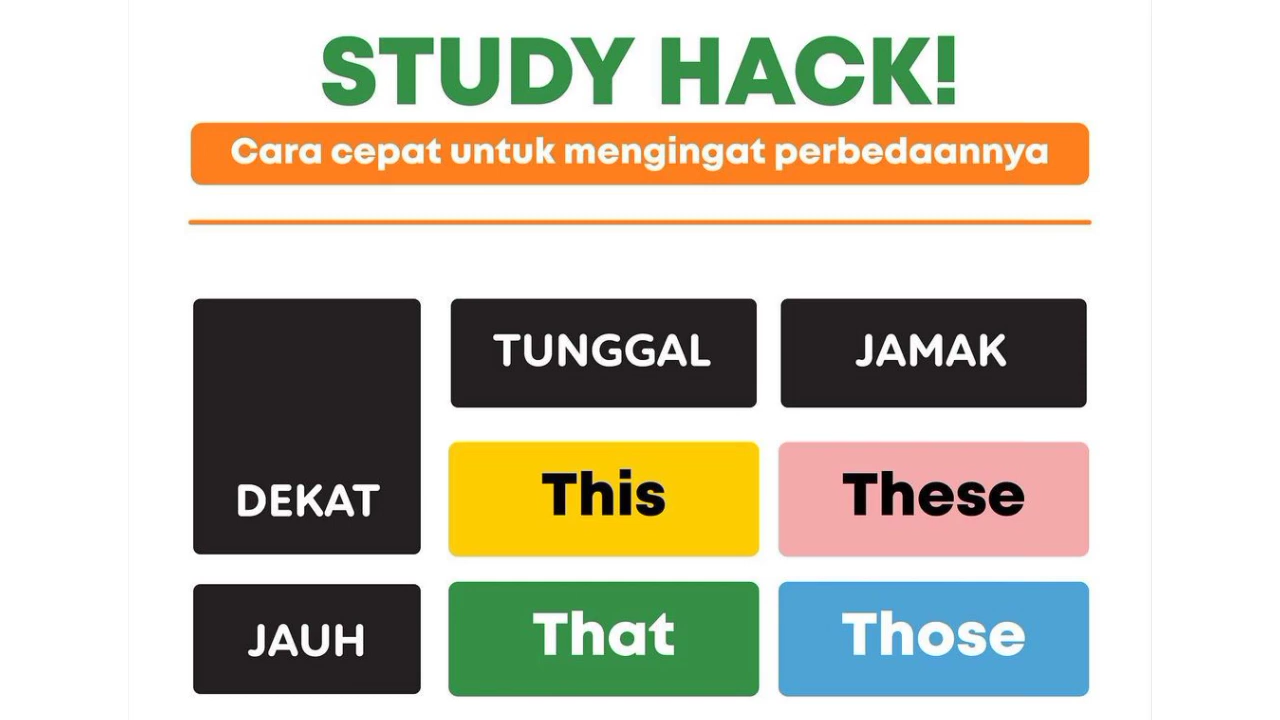 STUDY HACK!
Cara cepat untuk mengingat perbedaannya
TUNGGAL JAMAK
DEKAT This These
JAUH That Those